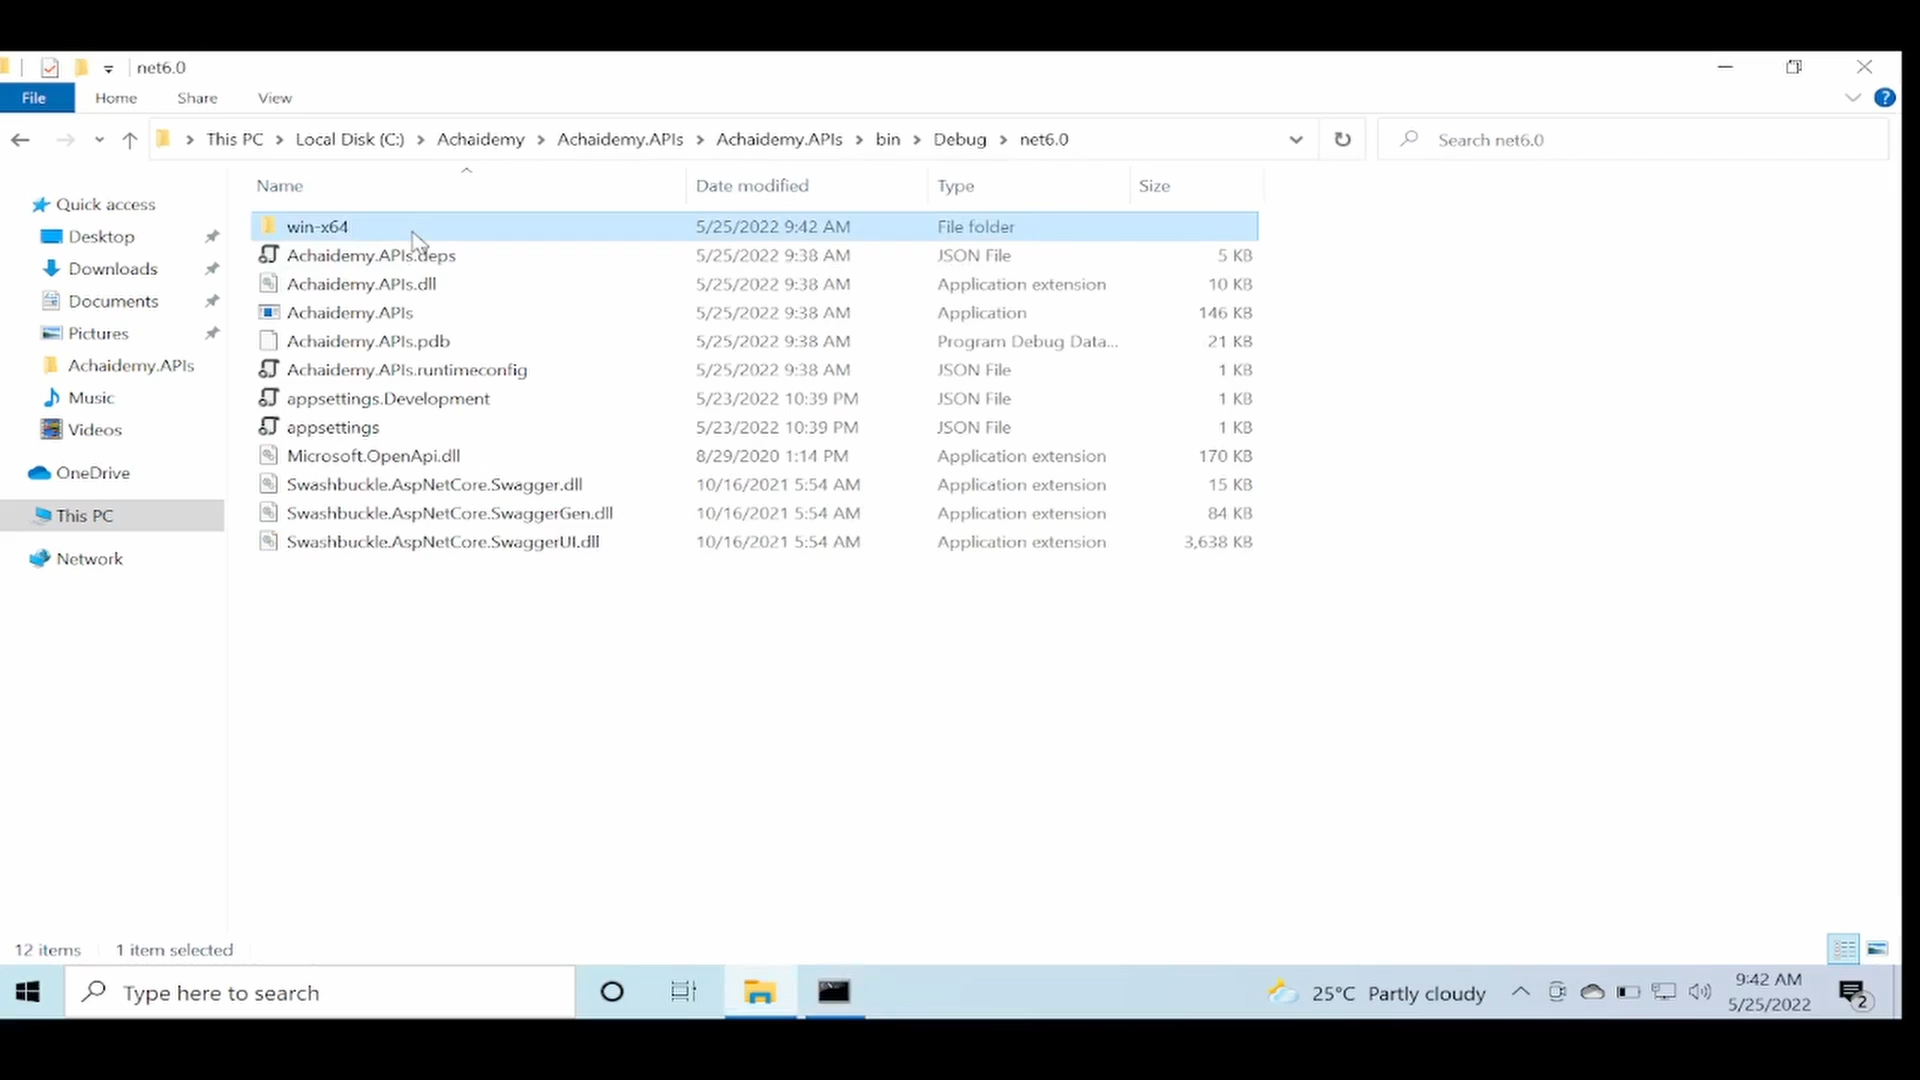 net6.0
File Home Share View
This PC Local Disk (C:) Achaidemy Achaidemy.APIs Achaidemy.APIs bin Debug net6.0 Search net6.0
Name Date modified Type Size
Quick access
Desktop
Downloads
Documents
Pictures
Achaidemy.APIs
Music
Videos
OneDrive
This PC
Network
win-x64 5/25/2022 9:42 AM File folder
Achaidemy.APIs.deps 5/25/2022 9:38 AM JSON File 5 KB
Achaidemy.APIs.dll 5/25/2022 9:38 AM Application extension 10 KB
Achaidemy.APIs 5/25/2022 9:38 AM Application 146 KB
Achaidemy.APIs.pdb 5/25/2022 9:38 AM Program Debug Data... 21 KB
Achaidemy.APIs.runtimeconfig 5/25/2022 9:38 AM JSON File 1 KB
appsettings.Development 5/23/2022 10:39 PM JSON File 1 KB
appsettings 5/23/2022 10:39 PM JSON File 1 KB
Microsoft.OpenApi.dll 8/29/2020 1:14 PM Application extension 170 KB
Swashbuckle.AspNetCore.Swagger.dll 10/16/2021 5:54 AM Application extension 15 KB
Swashbuckle.AspNetCore.SwaggerGen.dll 10/16/2021 5:54 AM Application extension 84 KB
Swashbuckle.AspNetCore.SwaggerUI.dll 10/16/2021 5:54 AM Application extension 3,638 KB
12 items 1 item selected
Type here to search 25°C Partly cloudy 9:42 AM
5/25/2022 2